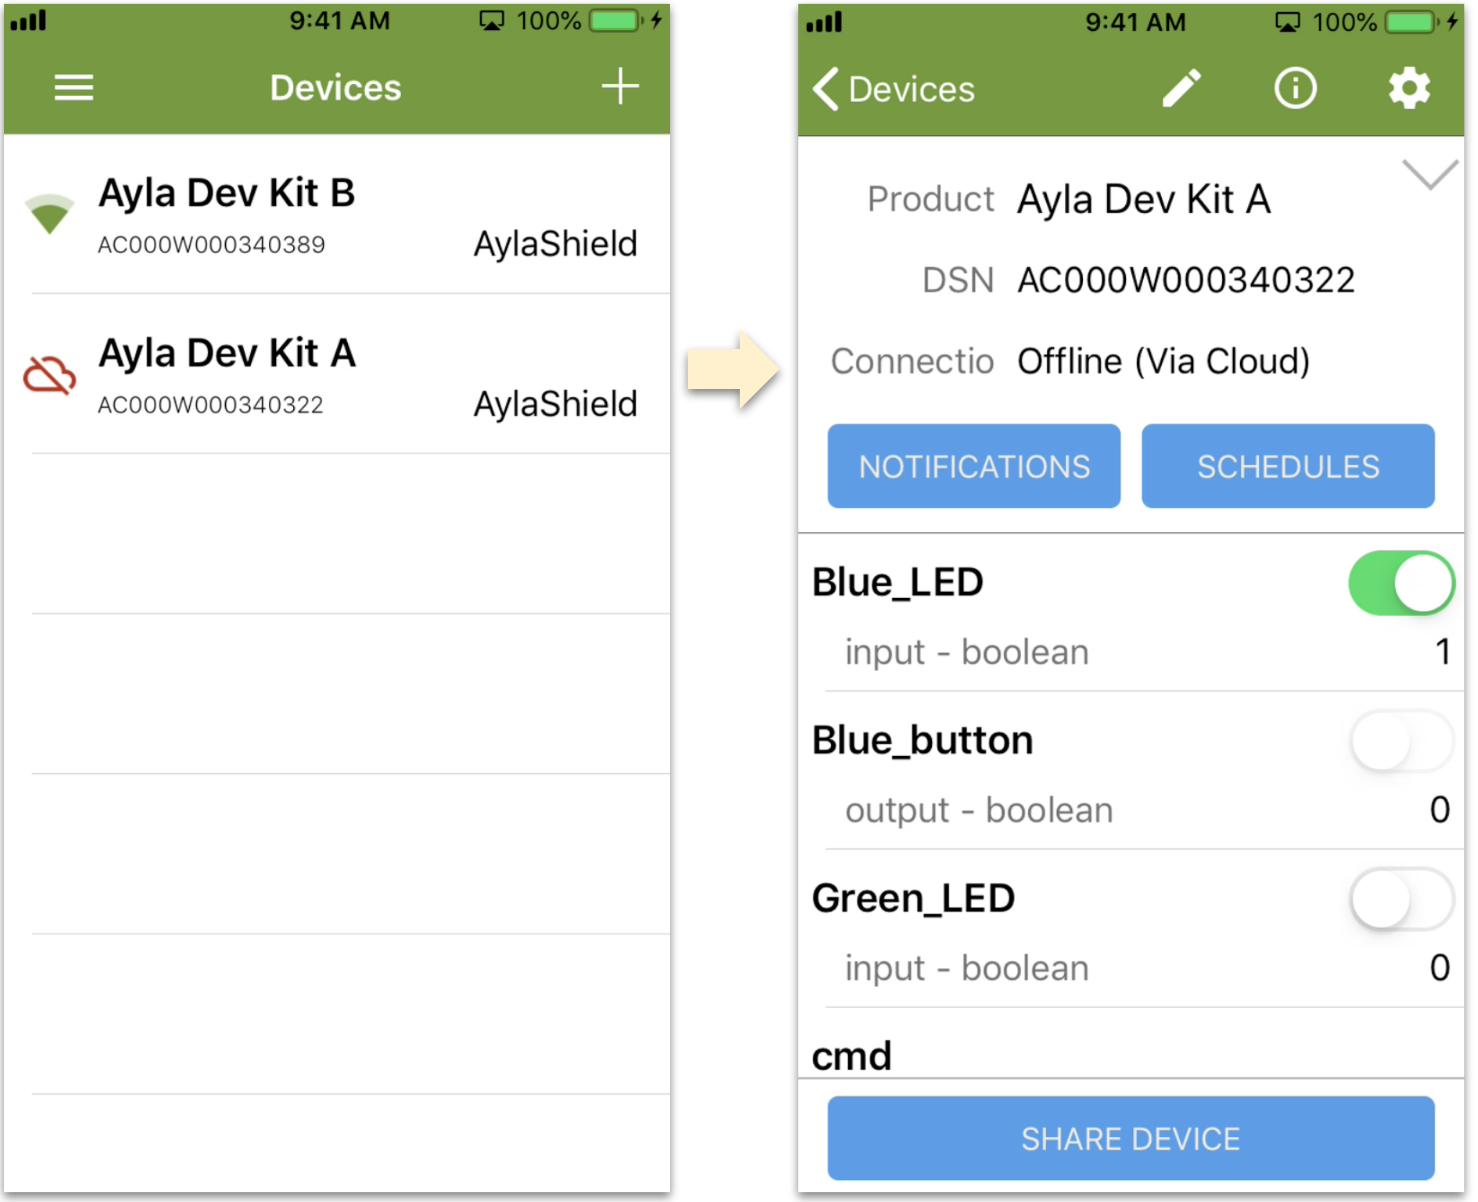 9:41 AM 100%
Devices
Ayla Dev Kit B
AC000W000340389 AylaShield
Ayla Dev Kit A
AC000W000340322 AylaShield
9:41 AM 100%
Devices
Product Ayla Dev Kit A
DSN AC000W000340322
Connectio Offline (Via Cloud)
NOTIFICATIONS SCHEDULES
Blue_LED
input - boolean 1
Blue_button
output - boolean 0
Green_LED
input - boolean 0
cmd
SHARE DEVICE